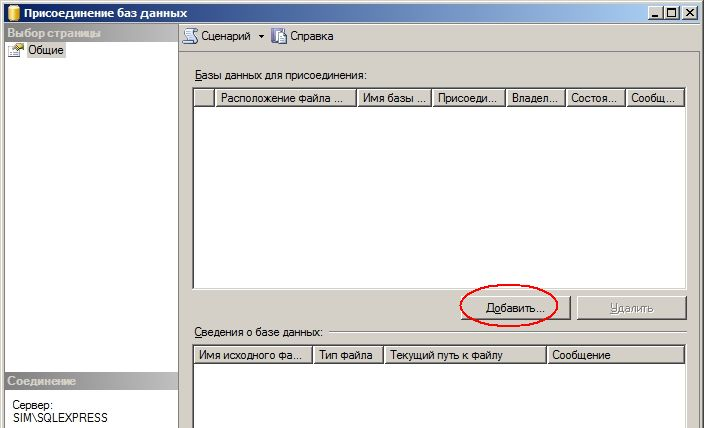 Присоединение баз данных
Выбор страницы
Общие
Сценарий Справка
Базы данных для присоединения:
Расположение файла ... Имя базы ... Присоеди... Владел... Состоя... Сообщ...
Добавить... Удалить
Сведения о базе данных:
Имя исходного фа... Тип файла Текущий путь к файлу Сообщение
Соединение
Сервер:
SIM\SQLEXPRESS